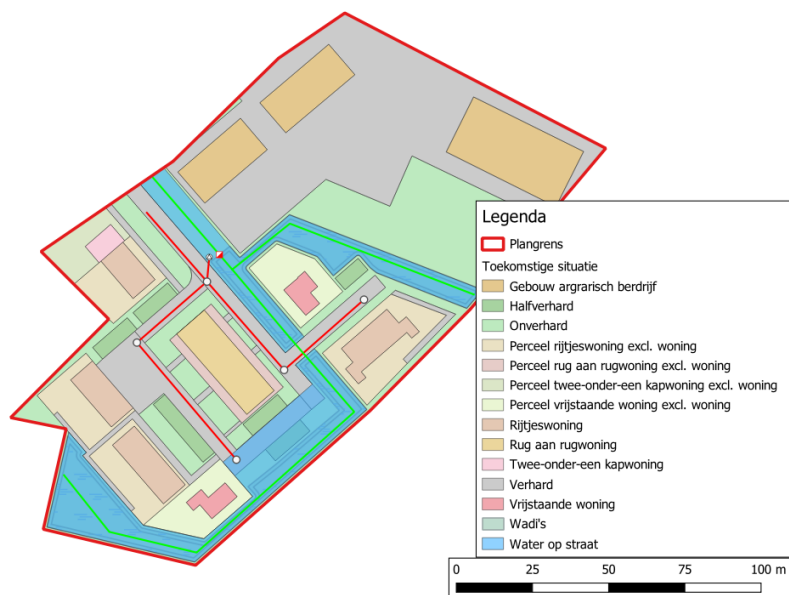 Legenda
Plangrens
Toekomstige situatie
Gebouw argrarisch berdrijf
Halfverhard
Onverhard
Perceel rijtjeswoning excl. woning
Perceel rug aan rugwoning excl. woning
Perceel twee-onder-een kapwoning excl. woning
Perceel vrijstaande woning excl. woning
Rijtjeswoning
Rug aan rugwoning
Twee-onder-een kapwoning
Verhard
Vrijstaande woning
Wadi's
Water op straat
0 25 50 75 100 m